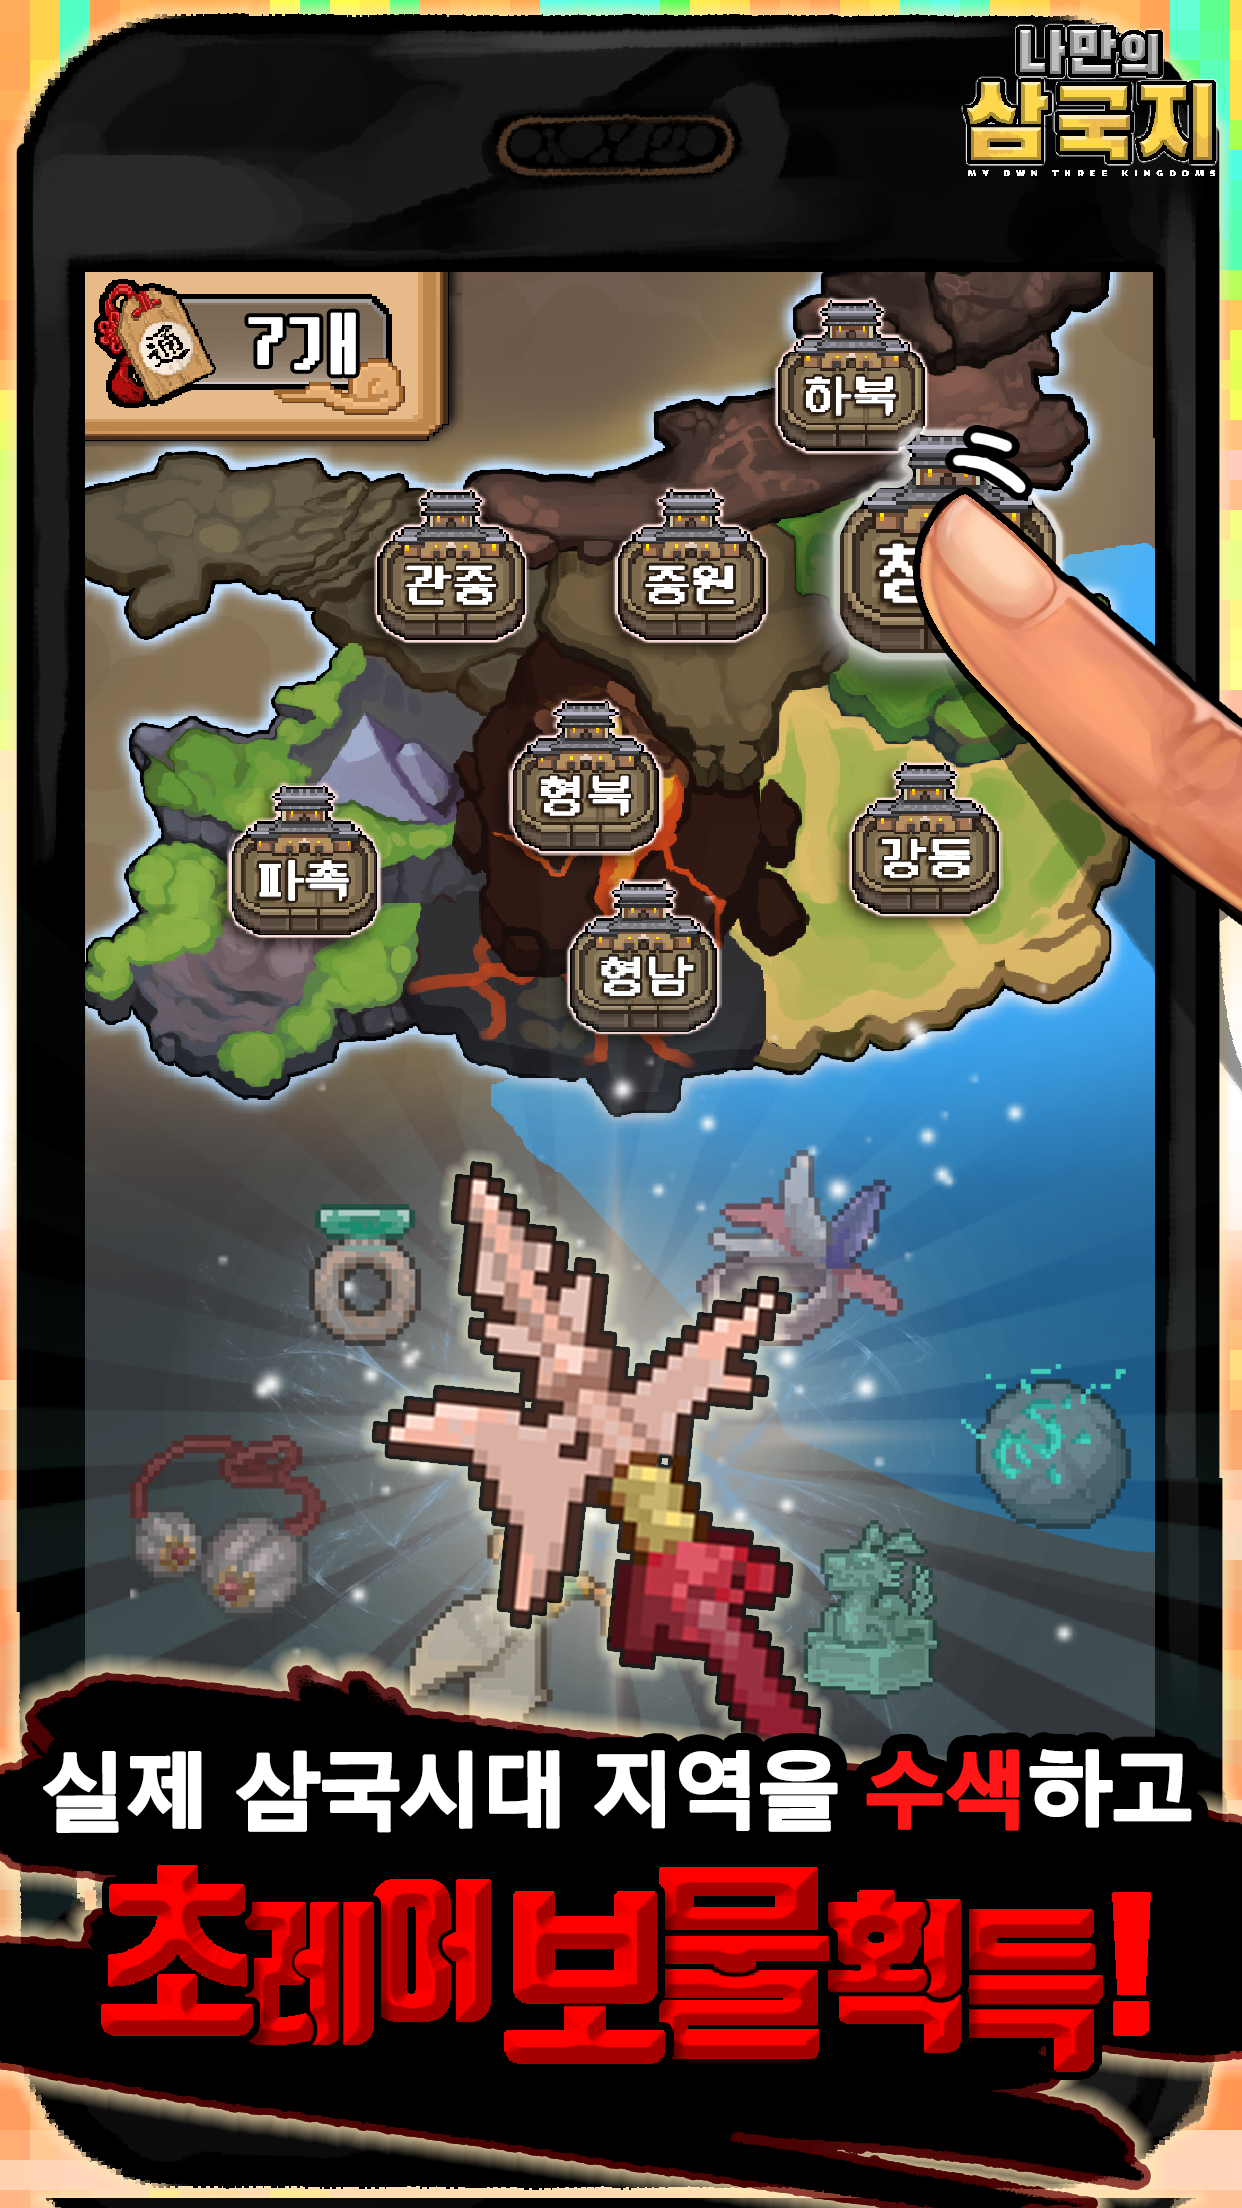 나만의
삼국지
MY OWN THREE KINGDOMS
7개
하북
관중
중원
형북
파촉
강동
형남
실제 삼국시대 지역을 수색하고
초레어 보물획득!